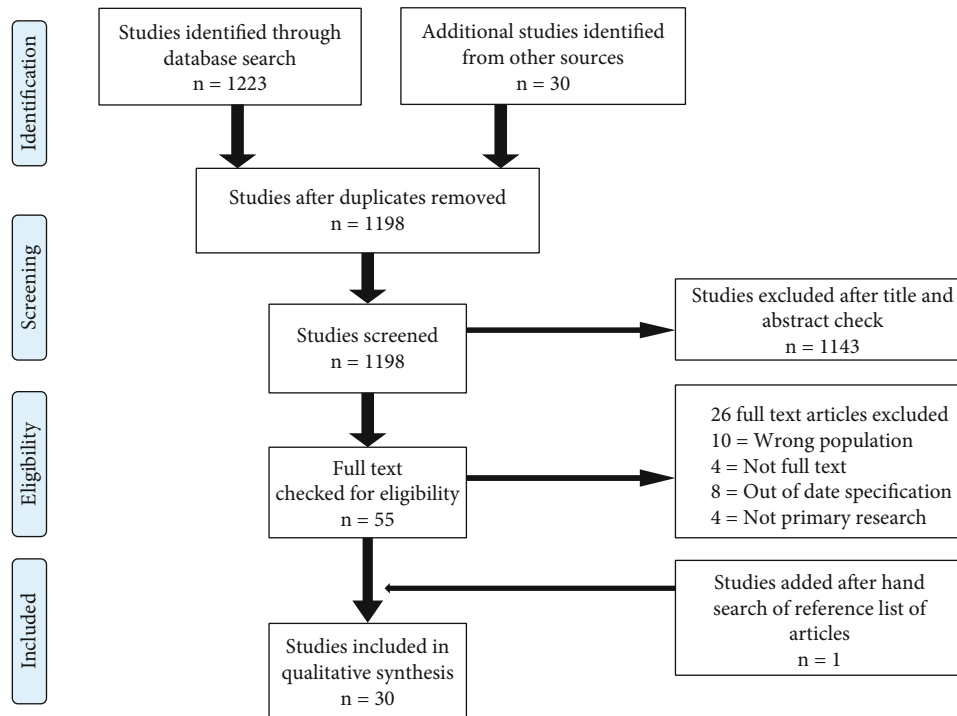 Identification
Studies identified through
database search
n = 1223
Additional studies identified
from other sources
n = 30
Studies after duplicates removed
n = 1198
Screening
Studies screened
n = 1198
Studies excluded after title and
abstract check
n = 1143
Eligibility
Full text
checked for eligibility
n = 55
26 full text articles excluded
10 = Wrong population
4 = Not full text
8 = Out of date specification
4 = Not primary research
Included
Studies added after hand
search of reference list of
articles
n = 1
Studies included in
qualitative synthesis
n = 30